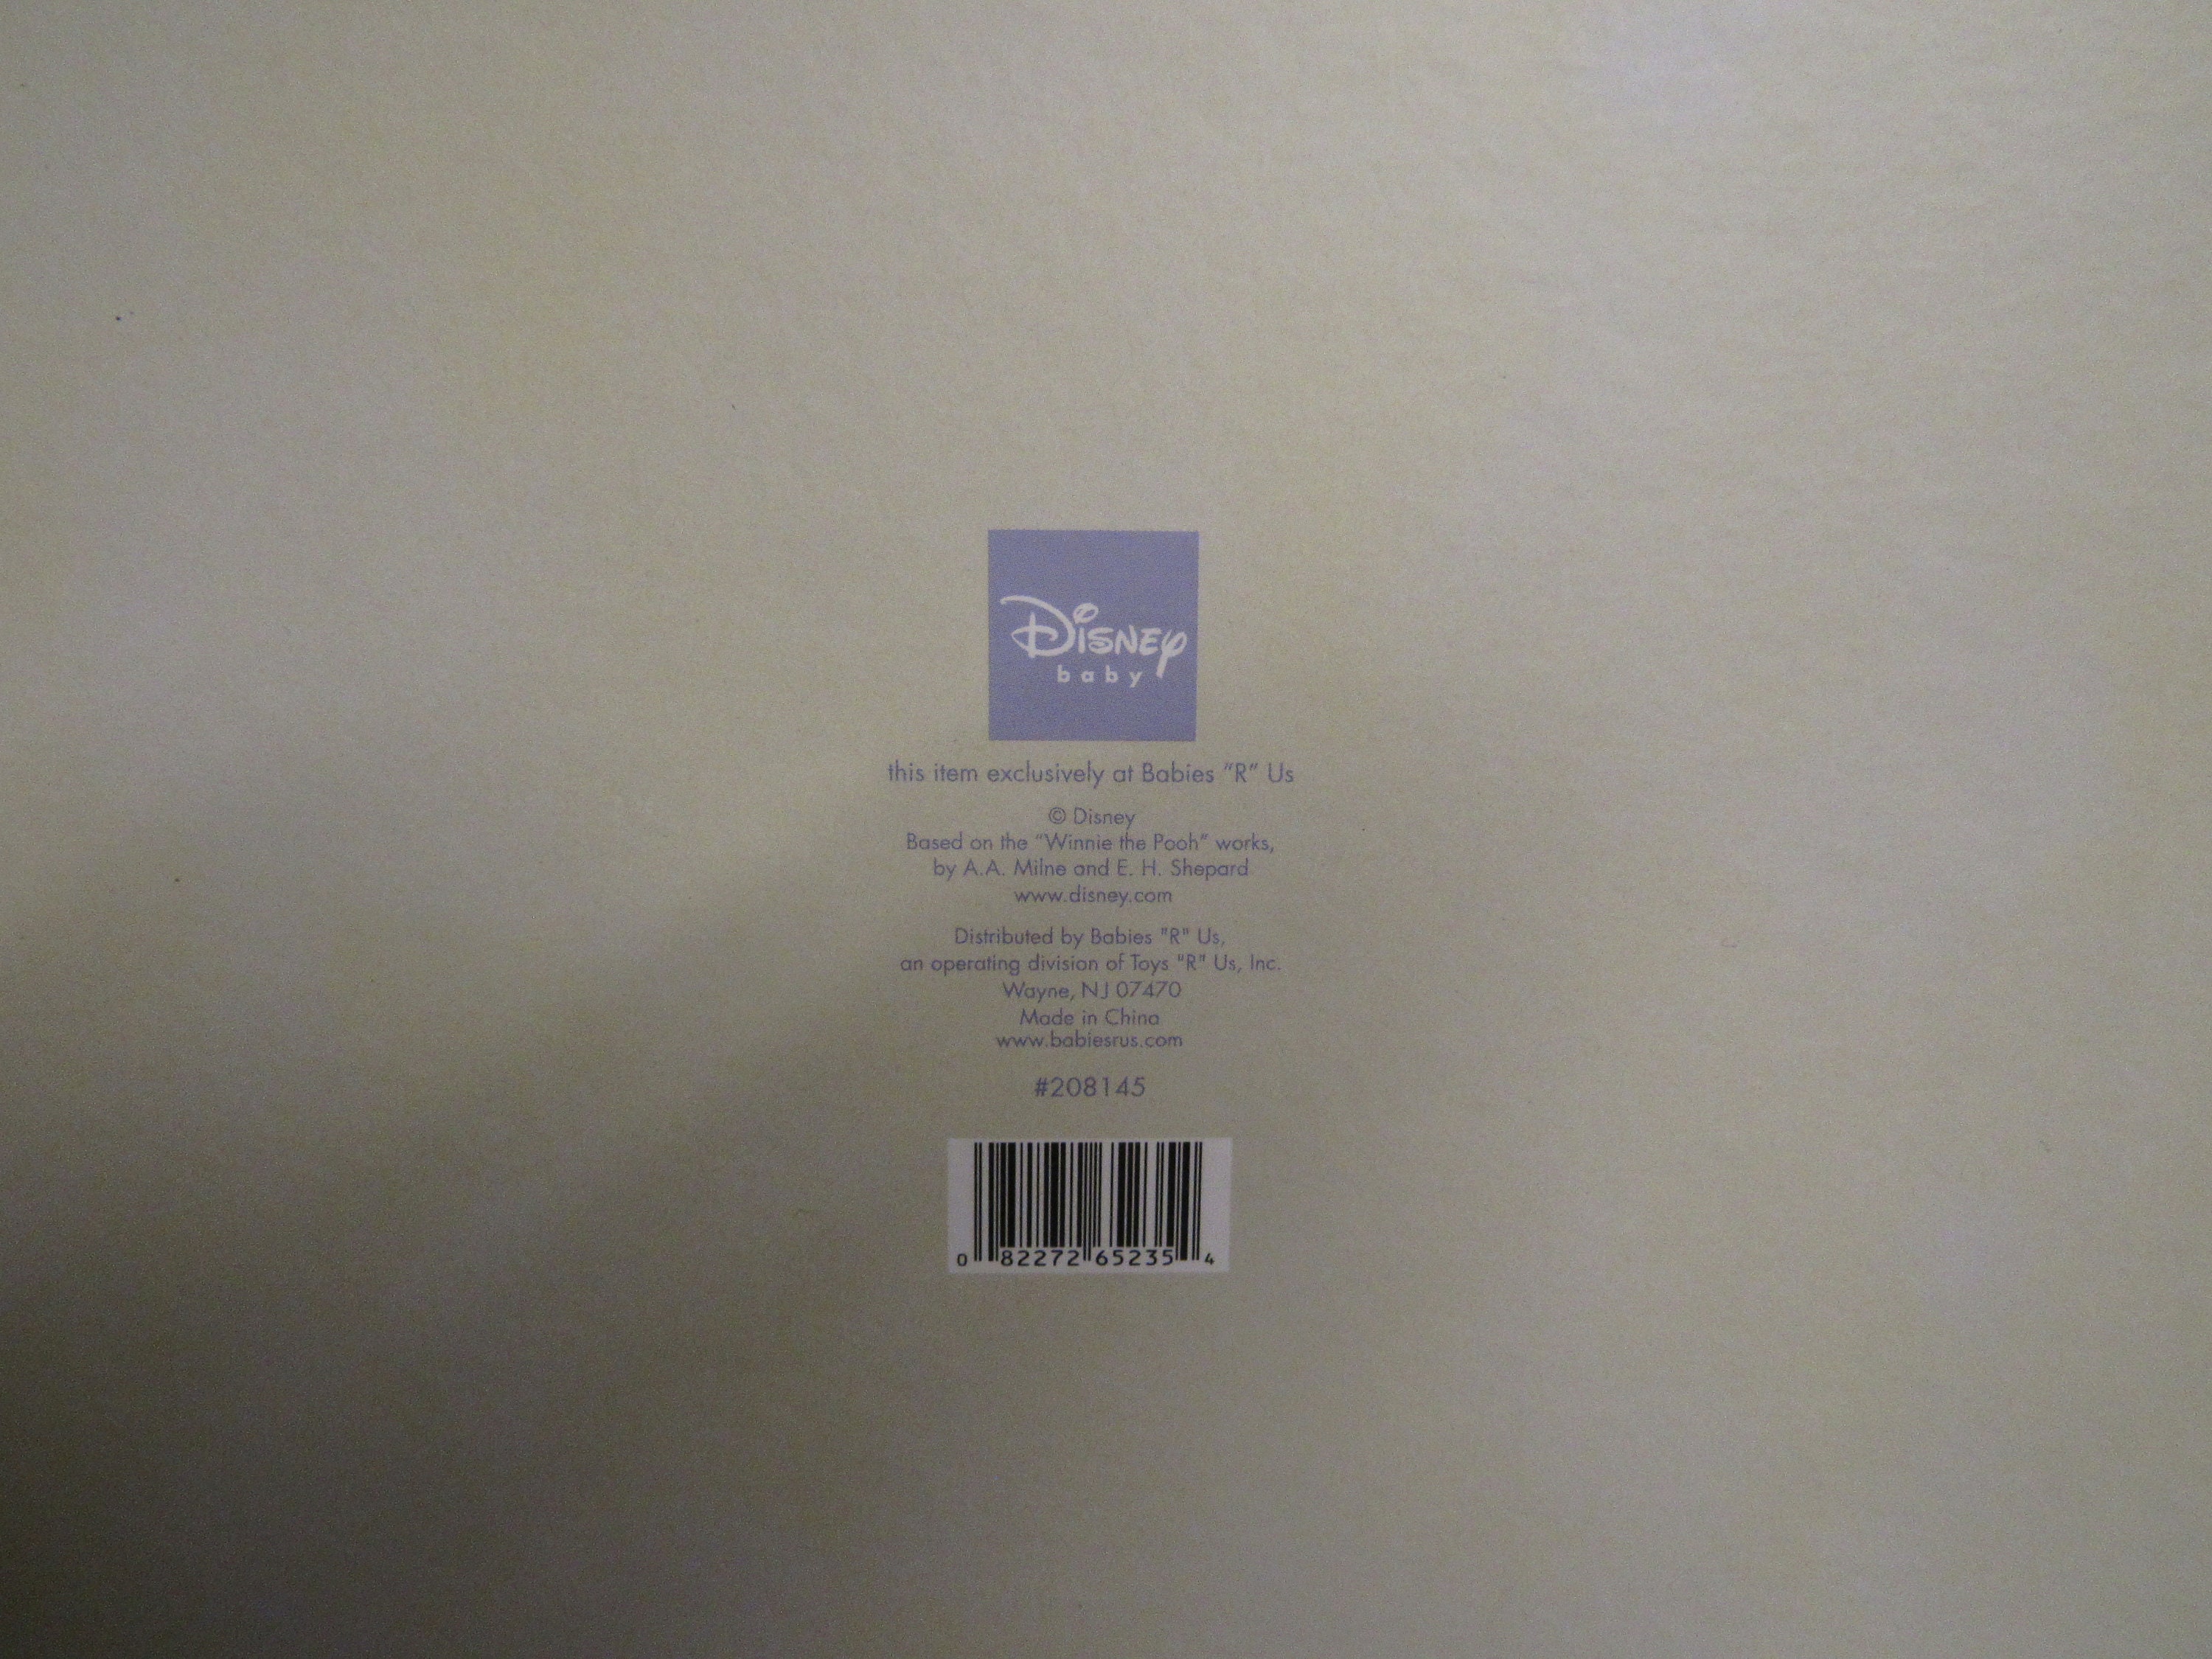 Disney
baby
this item exclusively at Babies “R” Us
© Disney
Based on the “Winnie the Pooh” works,
by A.A. Milne and E. H. Shepard
www.disney.com
Distributed by Babies "R" Us,
an operating division of Toys "R" Us, Inc.
Wayne, NJ 07470
Made in China
www.babiesrus.com
#208145
0 82272 65235 4